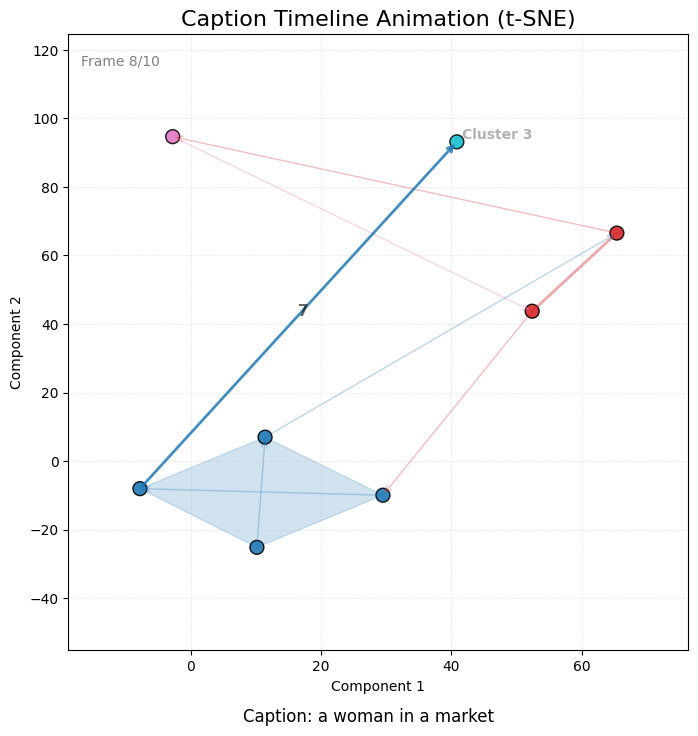 Caption Timeline Animation (t-SNE)
Frame 8/10
Cluster 3
7
120
100
80
60
40
20
0
−20
−40
Component 2
0 20 40 60
Component 1
Caption: a woman in a market